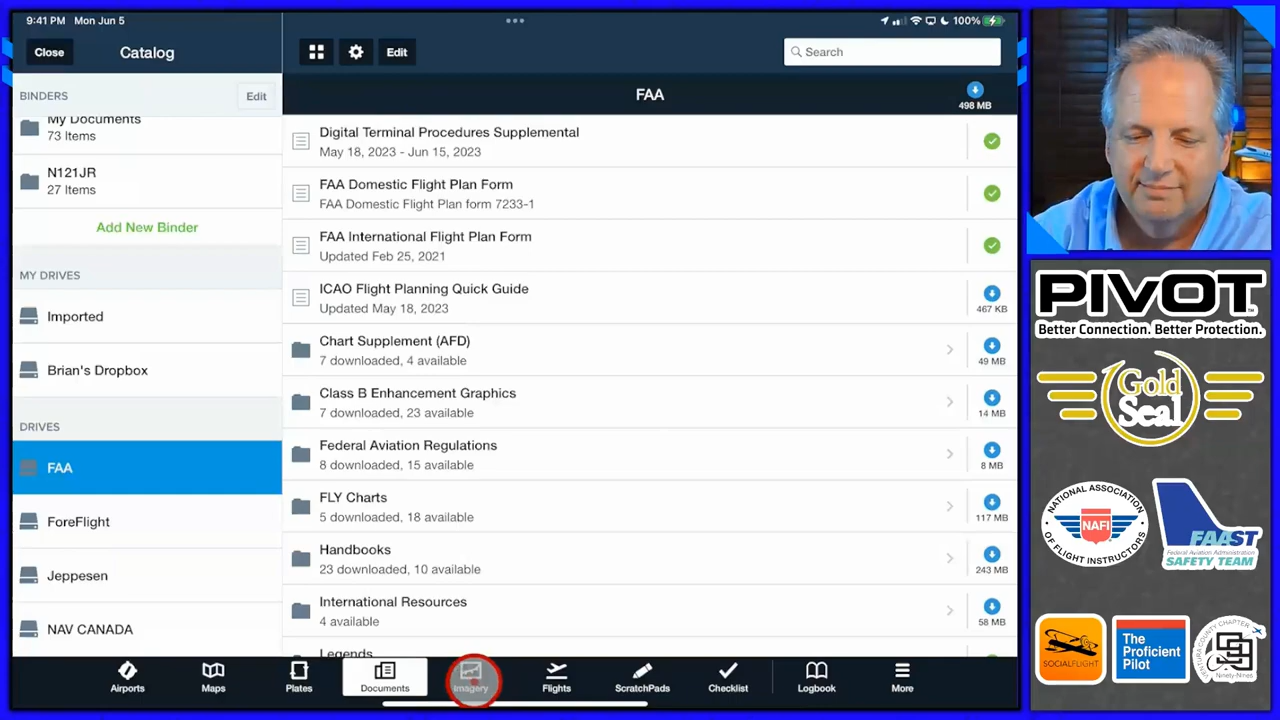 9:41 PM Mon Jun 5
100%
Close
Catalog
Edit
Search
BINDERS
Edit
FAA
498 MB
My Documents
73 Items
N121JR
27 Items
Add New Binder
MY DRIVES
Imported
Brian's Dropbox
DRIVES
FAA
ForeFlight
Jeppesen
NAV CANADA
Digital Terminal Procedures Supplemental
May 18, 2023 - Jun 15, 2023
FAA Domestic Flight Plan Form
FAA Domestic Flight Plan form 7233-1
FAA International Flight Plan Form
Updated Feb 25, 2021
ICAO Flight Planning Quick Guide
Updated May 18, 2023
467 KB
Chart Supplement (AFD)
7 downloaded, 4 available
49 MB
Class B Enhancement Graphics
7 downloaded, 23 available
14 MB
Federal Aviation Regulations
8 downloaded, 15 available
8 MB
FLY Charts
5 downloaded, 18 available
117 MB
Handbooks
23 downloaded, 10 available
243 MB
International Resources
4 available
58 MB
Legends
Airports
Maps
Plates
Documents
Imagery
Flights
ScratchPads
Checklist
Logbook
More
PIVOT
Better Connection. Better Protection.
Gold
Seal
NATIONAL ASSOCIATION
NAFI
OF FLIGHT INSTRUCTORS
FAAST
Federal Aviation Administration
SAFETY TEAM
SOCIALFLIGHT
The
Proficient
Pilot
VENTURA COUNTY CHAPTER
99
Ninety-Nines